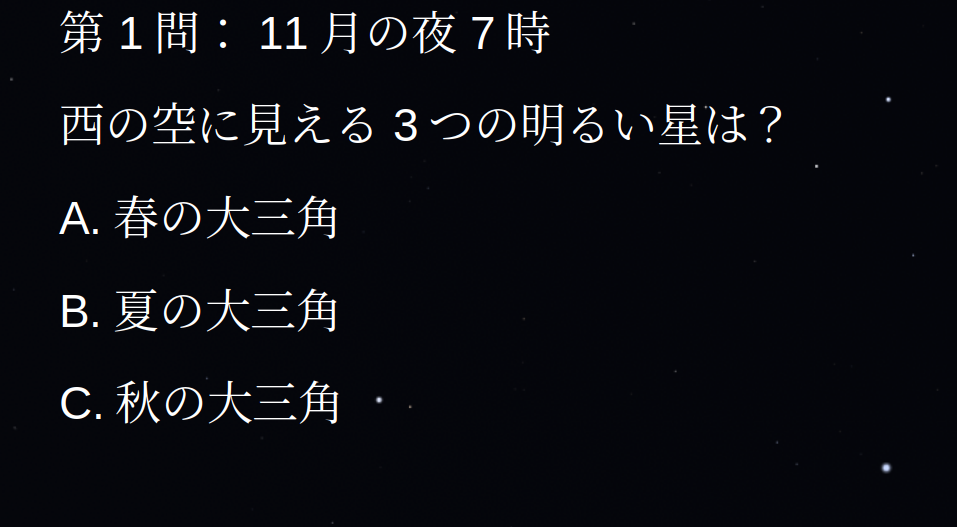 第 1 問： 11 月の夜 7 時
西の空に見える 3 つの明るい星は？
A. 春の大三角
B. 夏の大三角
C. 秋の大三角